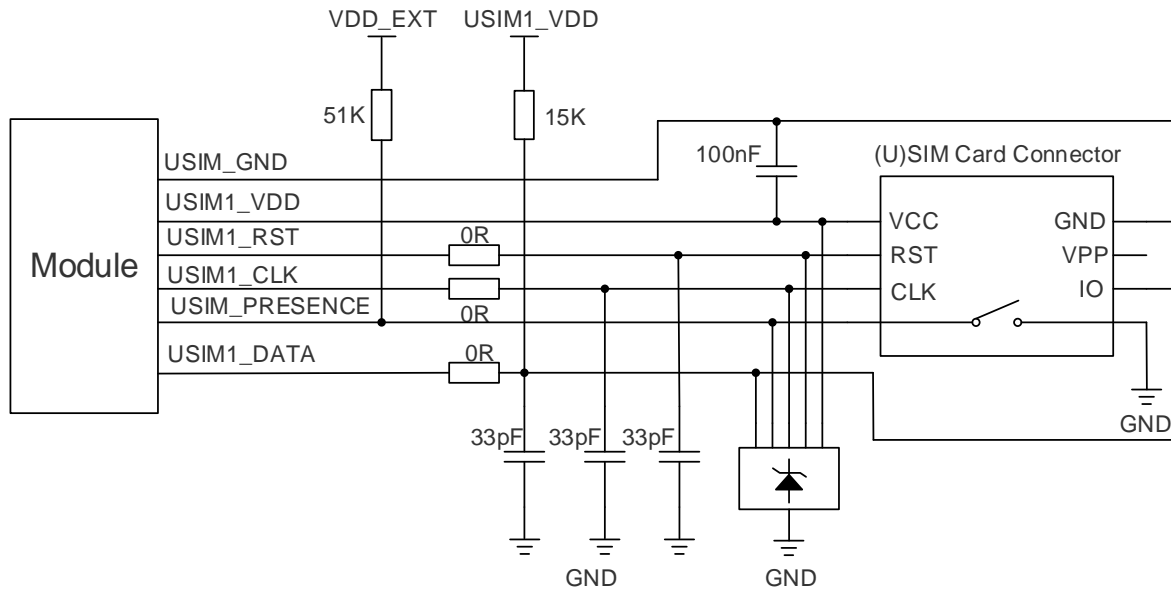 VDD_EXT USIM1_VDD
51K 15K
100nF (U)SIM Card Connector
USIM_GND
USIM1_VDD VCC GND
USIM1_RST 0R RST VPP
Module
USIM1_CLK CLK IO
USIM_PRESENCE 0R
USIM1_DATA 0R
GND
33pF 33pF 33pF
GND GND